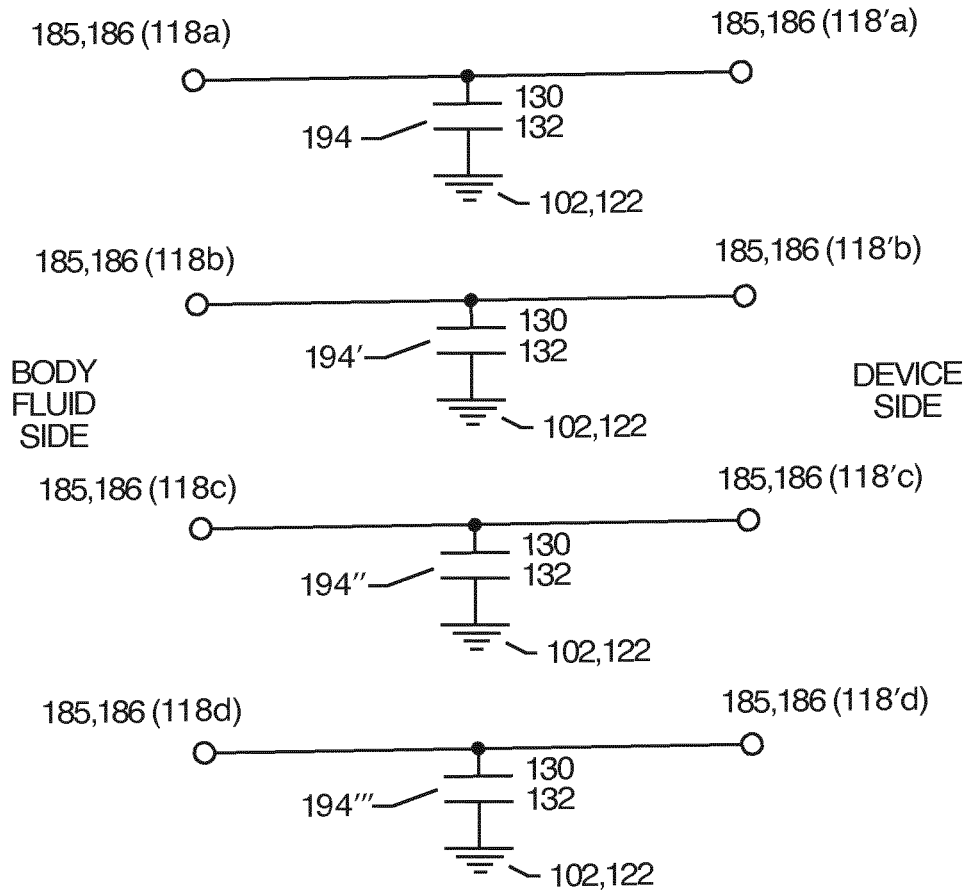 185,186 (118a)
185,186 (118′a)
130
194
132
102,122
185,186 (118b)
185,186 (118′b)
130
194′
132
102,122
BODY
FLUID
SIDE
DEVICE
SIDE
185,186 (118c)
185,186 (118′c)
130
194″
132
102,122
185,186 (118d)
185,186 (118′d)
130
194‴
132
102,122